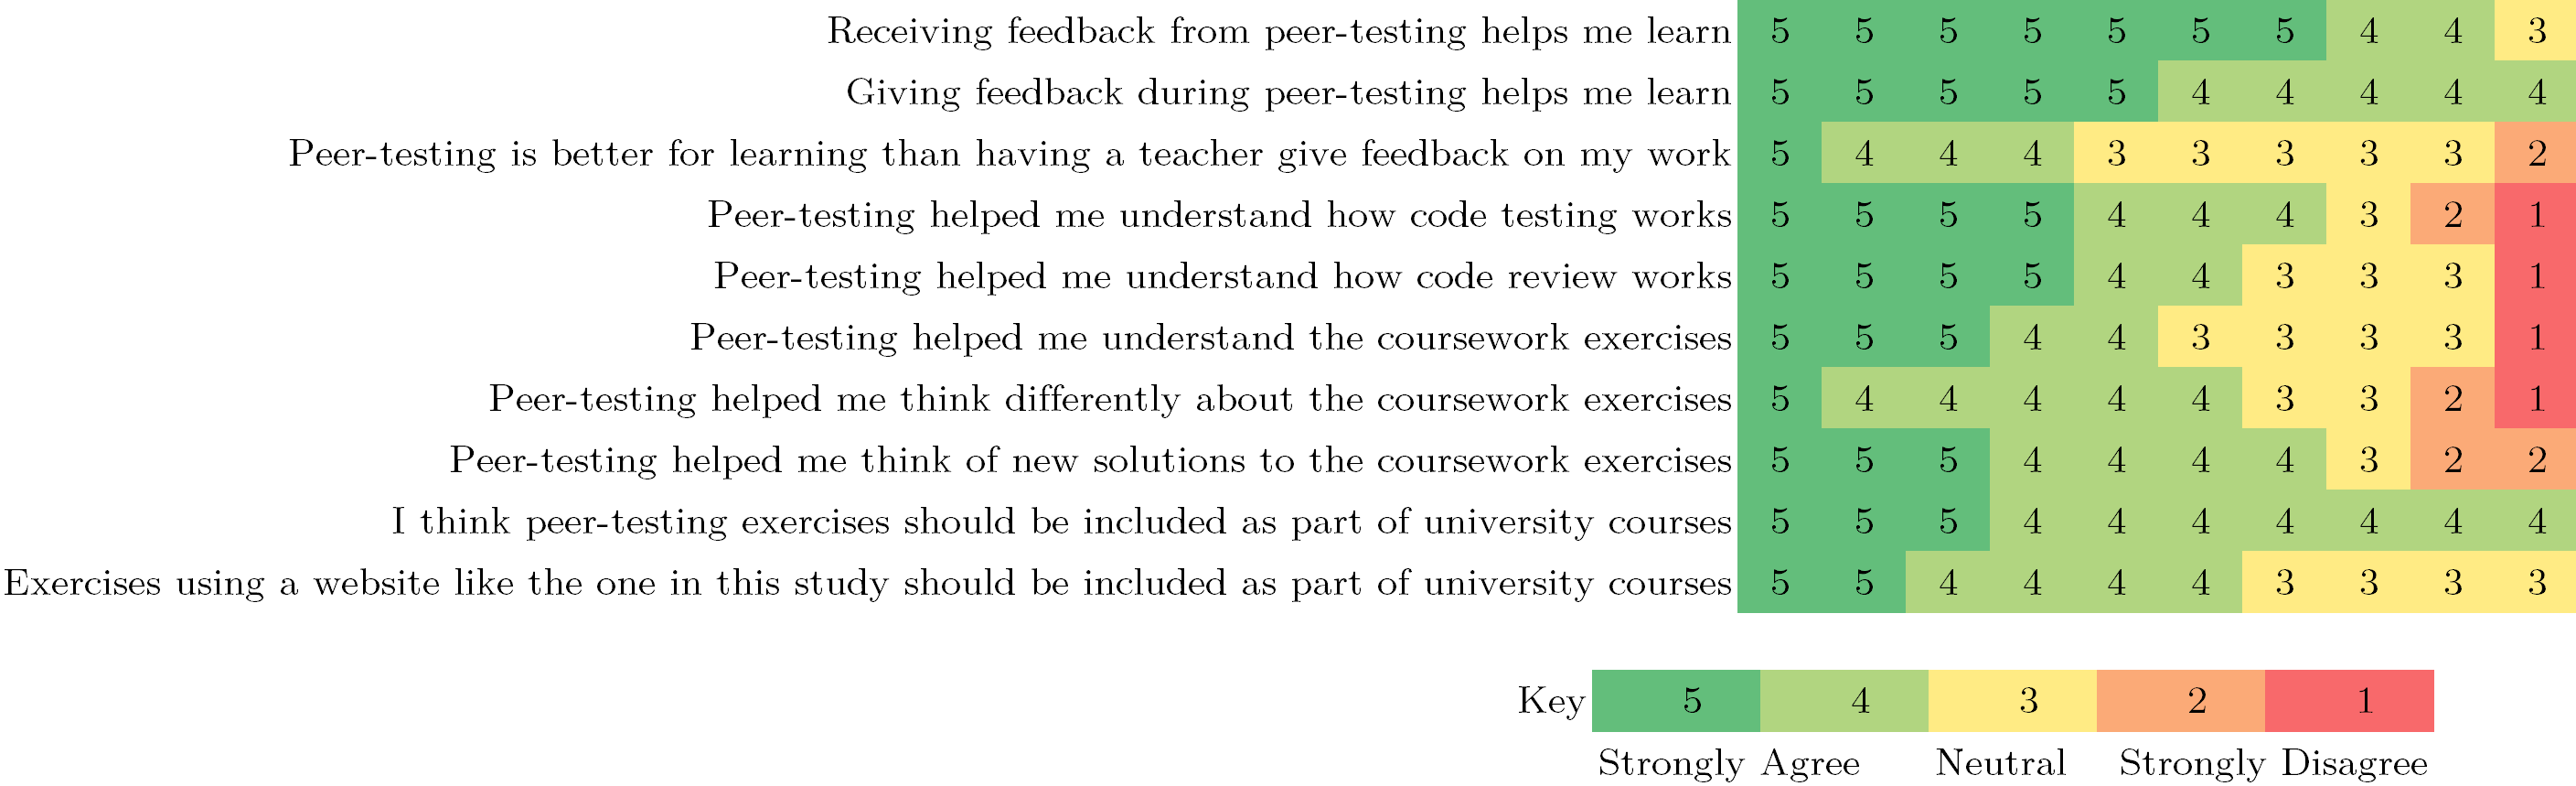 Receiving feedback from peer-testing helps me learn 5 5 5 5 5 5 5 4 4 3
Giving feedback during peer-testing helps me learn 5 5 5 5 5 4 4 4 4 4
Peer-testing is better for learning than having a teacher give feedback on my work 5 4 4 4 3 3 3 3 3 2
Peer-testing helped me understand how code testing works 5 5 5 5 4 4 4 3 2 1
Peer-testing helped me understand how code review works 5 5 5 5 4 4 3 3 3 1
Peer-testing helped me understand the coursework exercises 5 5 5 4 4 3 3 3 3 1
Peer-testing helped me think differently about the coursework exercises 5 4 4 4 4 4 3 3 2 1
Peer-testing helped me think of new solutions to the coursework exercises 5 5 5 4 4 4 4 3 2 2
I think peer-testing exercises should be included as part of university courses 5 5 5 4 4 4 4 4 4 4
Exercises using a website like the one in this study should be included as part of university courses 5 5 4 4 4 4 3 3 3 3
Key 5 4 3 2 1
Strongly Agree Neutral Strongly Disagree